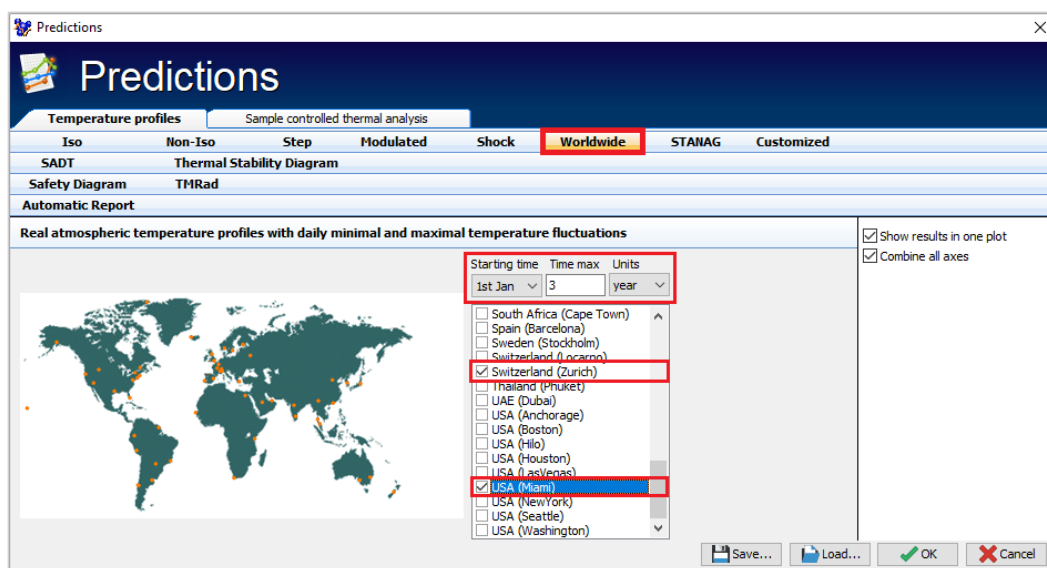 Predictions
Predictions
Temperature profiles Sample controlled thermal analysis
Iso Non-Iso Step Modulated Shock Worldwide STANAG Customized
SADT Thermal Stability Diagram
Safety Diagram TMRad
Automatic Report
Real atmospheric temperature profiles with daily minimal and maximal temperature fluctuations
Show results in one plot
Combine all axes
Starting time Time max Units
1st Jan 3 year
South Africa (Cape Town)
Spain (Barcelona)
Sweden (Stockholm)
Switzerland (Locarno)
Switzerland (Zurich)
Thailand (Phuket)
UAE (Dubai)
USA (Anchorage)
USA (Boston)
USA (Hilo)
USA (Houston)
USA (LasVegas)
USA (Miami)
USA (NewYork)
USA (Seattle)
USA (Washington)
Save... Load... OK Cancel